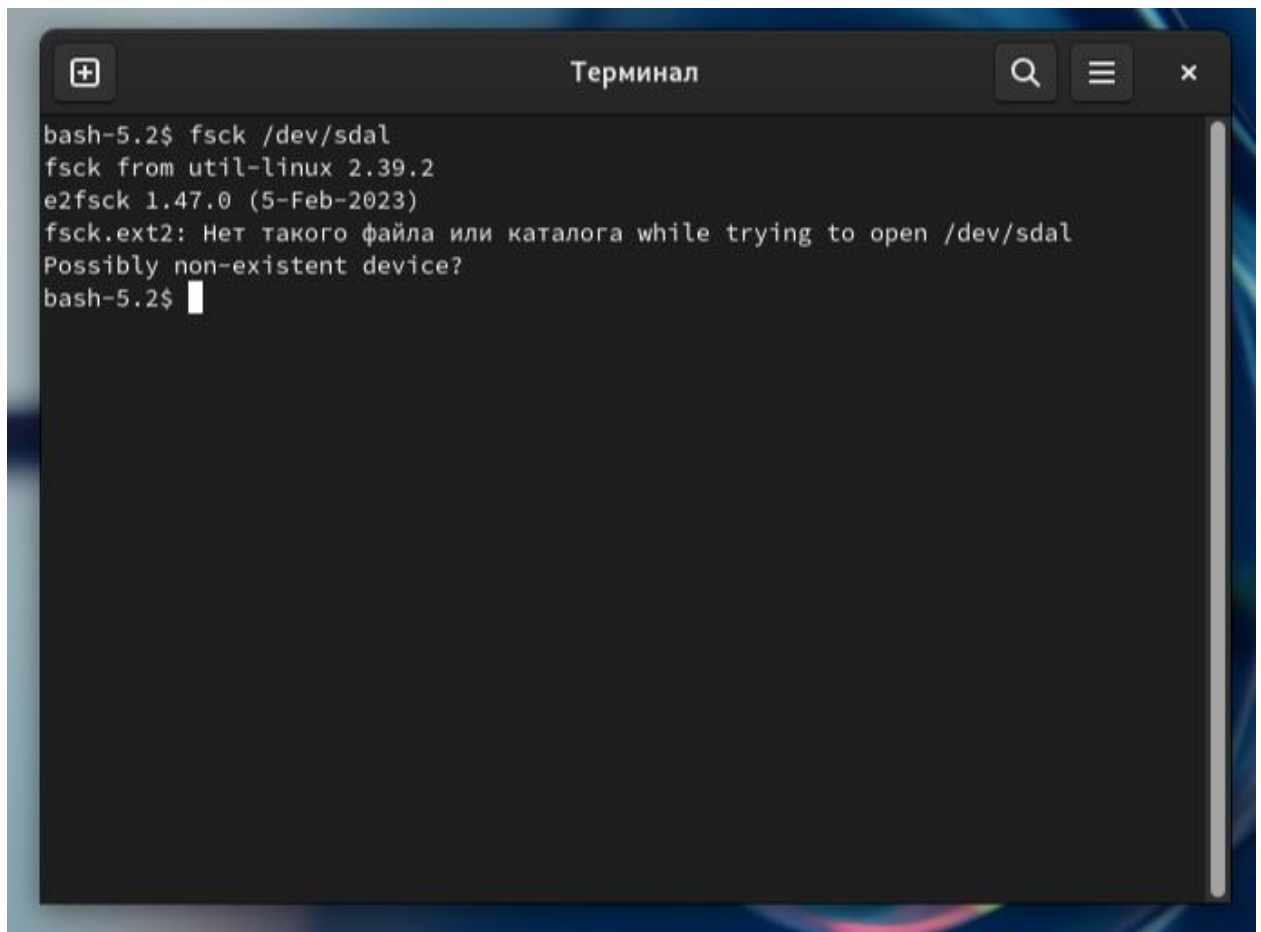 Терминал
bash-5.2$ fsck /dev/sdal
fsck from util-linux 2.39.2
e2fsck 1.47.0 (5-Feb-2023)
fsck.ext2: Нет такого файла или каталога while trying to open /dev/sdal
Possibly non-existent device?
bash-5.2$